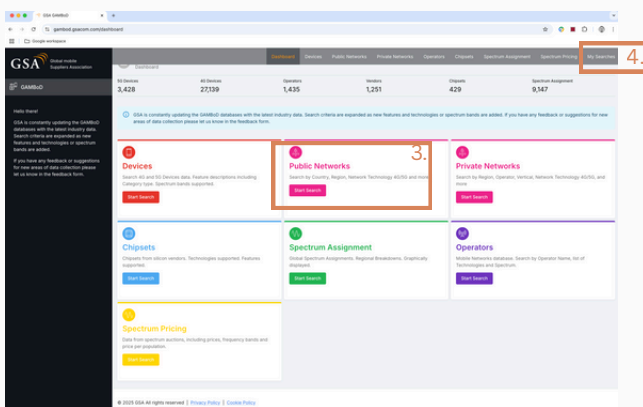 GSA GAMBoD
gambod.gsacom.com/dashboard
Google workspace
GSA
Global mobile
Suppliers Association
Dashboard Devices Public Networks Private Networks Operators Chipsets Spectrum Assignment Spectrum Pricing My Searches
4.
GAMBoD
Dashboard
5G Devices 4G Devices Operators Vendors Chipsets Spectrum Assignment
3,428 27,139 1,435 1,251 429 9,147
Hello there!
GSA is constantly updating the GAMBoD
databases with the latest industry data.
Search criteria are expanded as new
features and technologies or spectrum
bands are added.
If you have any feedback or suggestions
for new areas of data collection please
let us know in the feedback form.
GSA is constantly updating the GAMBoD databases with the latest industry data. Search criteria are expanded as new features and technologies or spectrum bands are added. If you have any feedback or suggestions for new
areas of data collection please let us know in the feedback form.
Devices
Search 4G and 5G Devices data. Feature descriptions including
Category type. Spectrum bands supported.
Start Search
3.
Public Networks
Search by Country, Region, Network Technology 4G/5G and more
Start Search
Private Networks
Search by Region, Operator, Vertical, Network Technology 4G/5G, and
more
Start Search
Chipsets
Chipsets from silicon vendors. Technologies supported. Features
supported.
Start Search
Spectrum Assignment
Global Spectrum Assignments, Regional Breakdowns, Graphically
displayed.
Start Search
Operators
Mobile Networks database. Search by Operator Name, list of
Technologies and Spectrum.
Start Search
Spectrum Pricing
Data from spectrum auctions, including prices, frequency bands and
price per population.
Start Search
© 2025 GSA All rights reserved | Privacy Policy | Cookie Policy